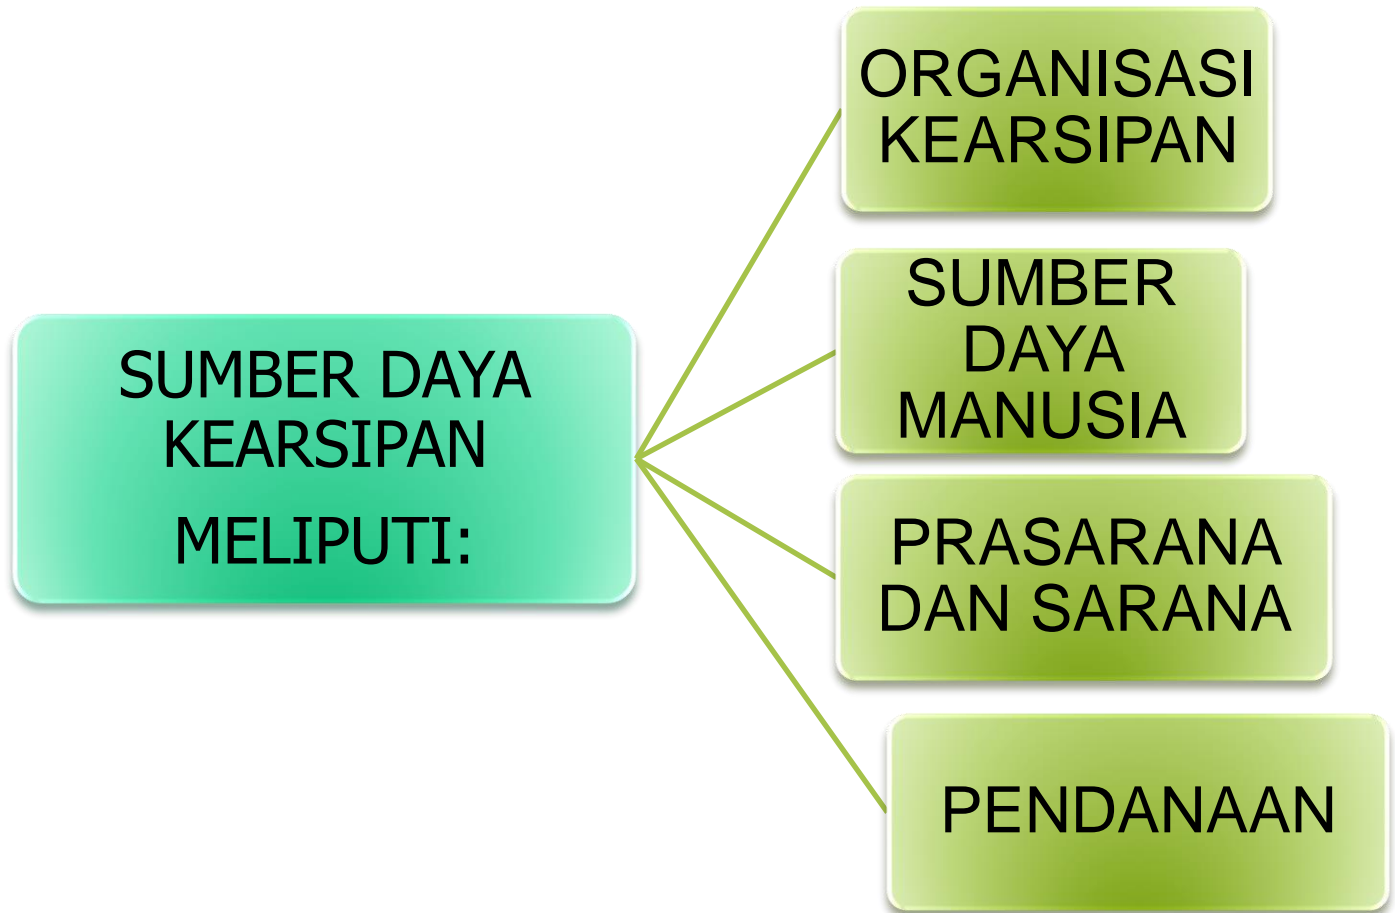 SUMBER DAYA
KEARSIPAN
MELIPUTI:
ORGANISASI
KEARSIPAN
SUMBER
DAYA
MANUSIA
PRASARANA
DAN SARANA
PENDANAAN